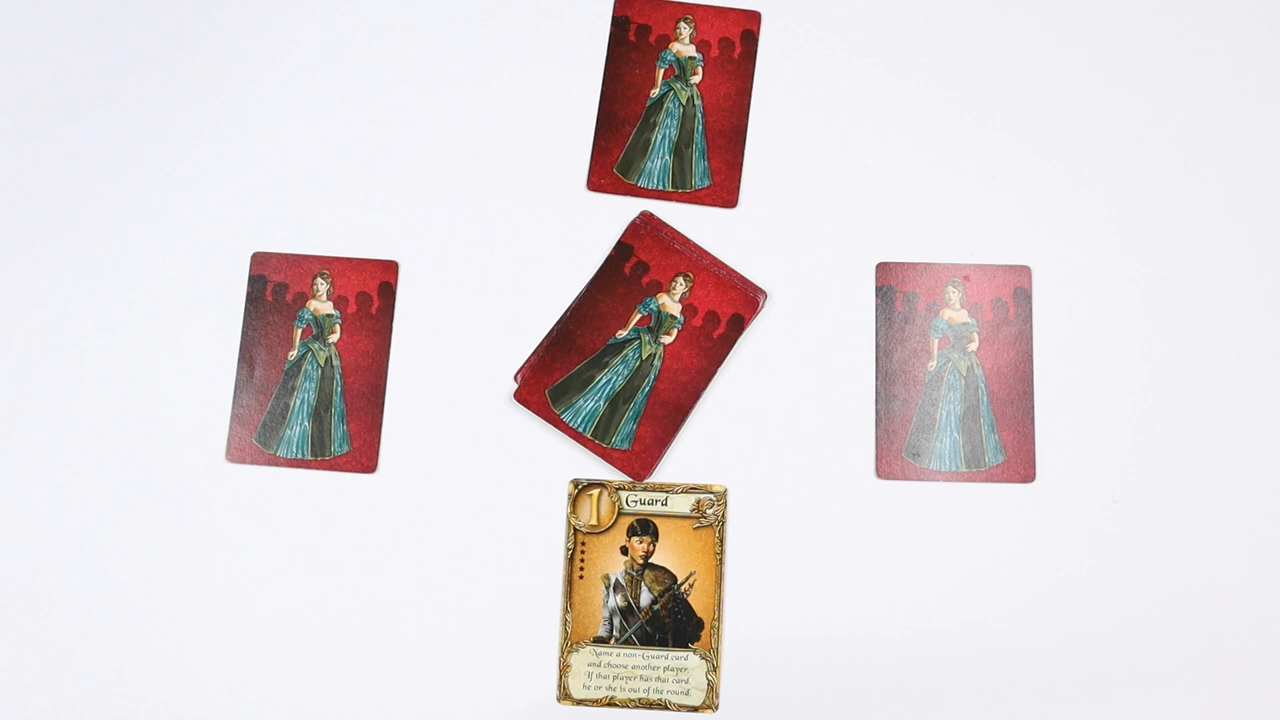 1 Guard
Name a non-Guard card
and choose another player.
If that player has that card,
he or she is out of the round.